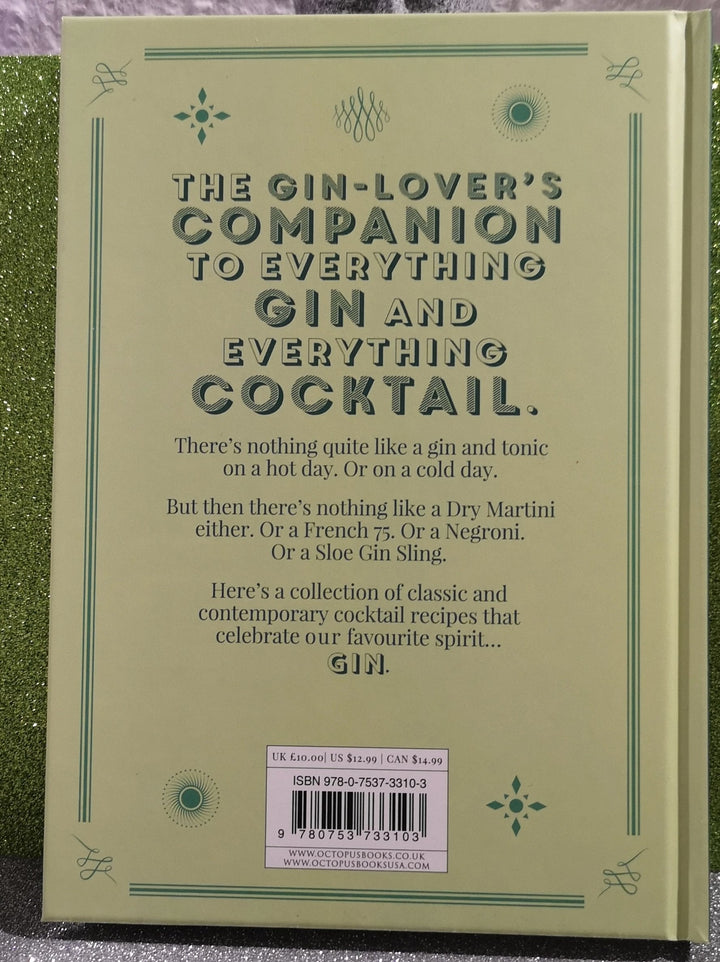 THE GIN-LOVER'S
COMPANION
TO EVERYTHING
GIN AND
EVERYTHING
COCKTAIL.
There's nothing quite like a gin and tonic
on a hot day. Or on a cold day.
But then there's nothing like a Dry Martini
either. Or a French 75. Or a Negroni.
Or a Sloe Gin Sling.
Here's a collection of classic and
contemporary cocktail recipes that
celebrate our favourite spirit...
GIN.
UK £10.00| US $12.99 | CAN $14.99
ISBN 978-0-7537-3310-3
9 780753 733103
WWW.OCTOPUSBOOKS.CO.UK
WWW.OCTOPUSBOOKSUSA.COM